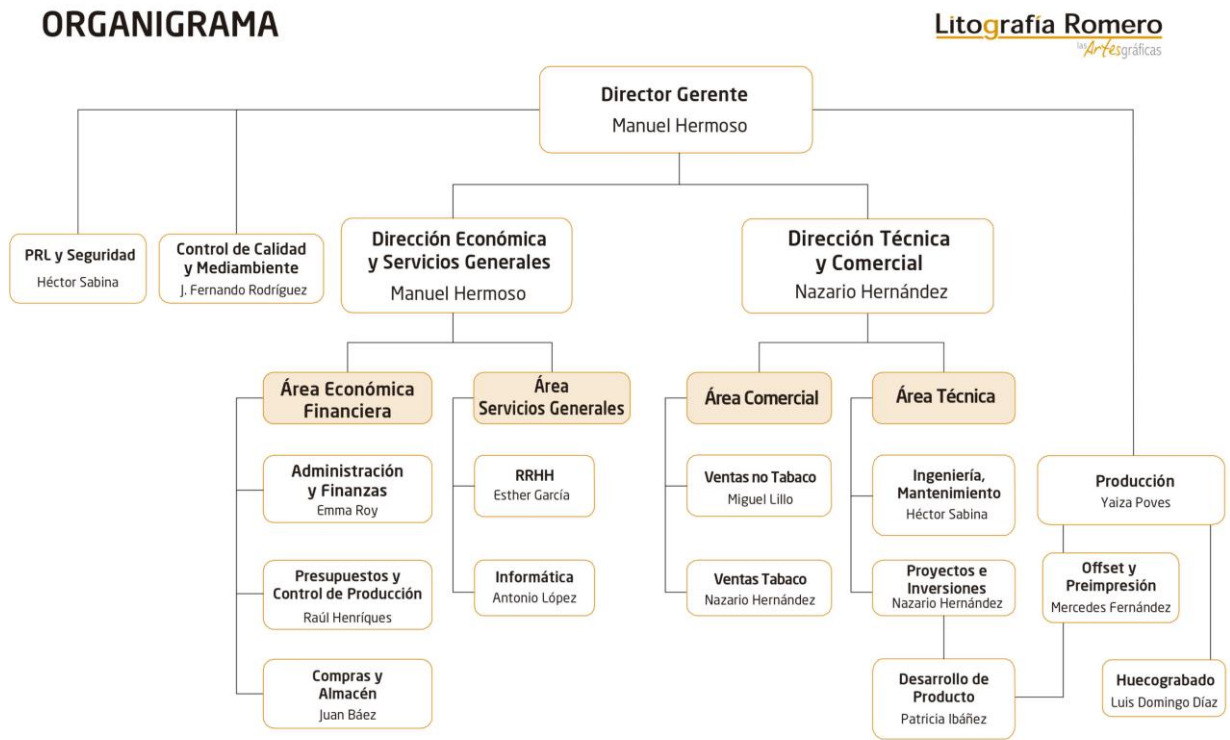 ORGANIGRAMA
Litografía Romero
las Artesgráficas
Director Gerente
Manuel Hermoso
PRL y Seguridad
Héctor Sabina
Control de Calidad
y Mediambiente
J. Fernando Rodríguez
Dirección Económica
y Servicios Generales
Manuel Hermoso
Dirección Técnica
y Comercial
Nazario Hernández
Área Económica
Financiera
Área
Servicios Generales
Área Comercial
Área Técnica
Administración
y Finanzas
Emma Roy
RRHH
Esther García
Ventas no Tabaco
Miguel Lillo
Ingeniería,
Mantenimiento
Héctor Sabina
Producción
Yaiza Poves
Presupuestos y
Control de Producción
Raúl Henríques
Informática
Antonio López
Ventas Tabaco
Nazario Hernández
Proyectos e
Inversiones
Nazario Hernández
Offset y
Preimpresión
Mercedes Fernández
Compras y
Almacén
Juan Báez
Desarrollo de
Producto
Patricia Ibáñez
Huecograbado
Luis Domingo Díaz